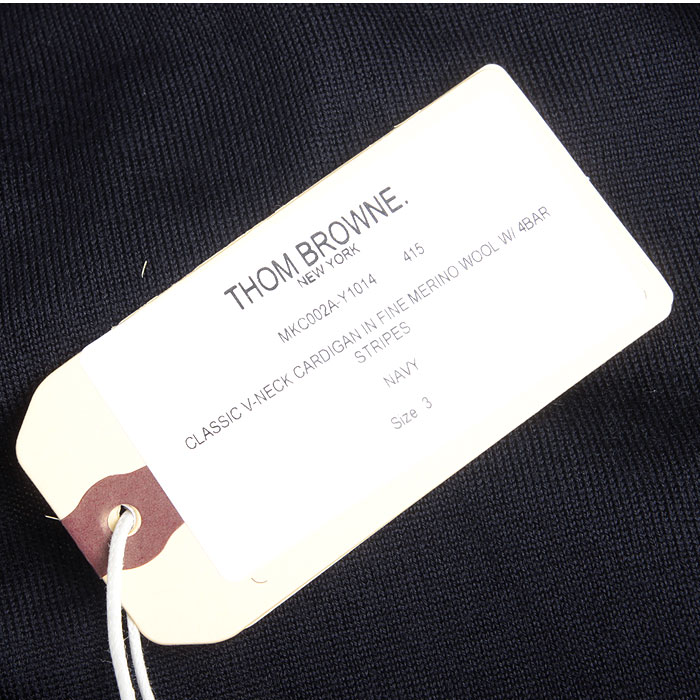 THOM BROWNE.
NEW YORK
MKC002A-Y1014 415
CLASSIC V-NECK CARDIGAN IN FINE MERINO WOOL W/ 4BAR
STRIPES
NAVY
Size 3